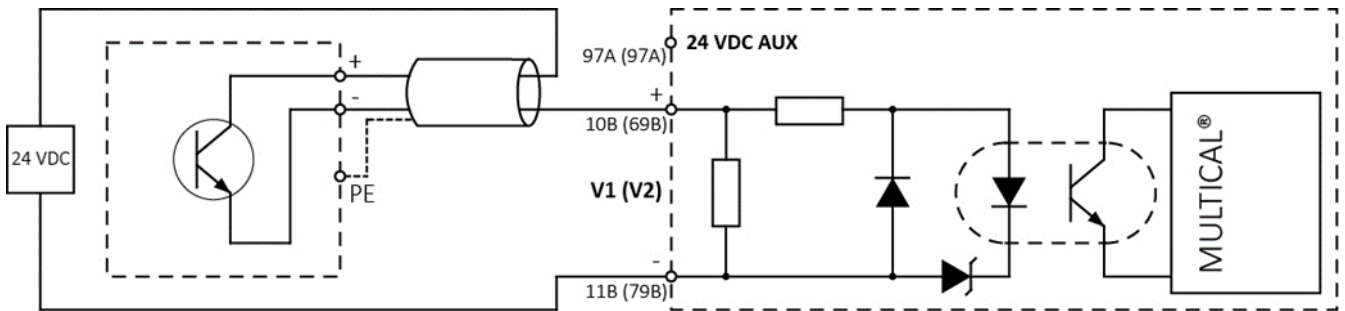 97A (97A)
24 VDC AUX
+
-
+
10B (69B)
24 VDC
PE
V1 (V2)
MULTICAL®
-
11B (79B)